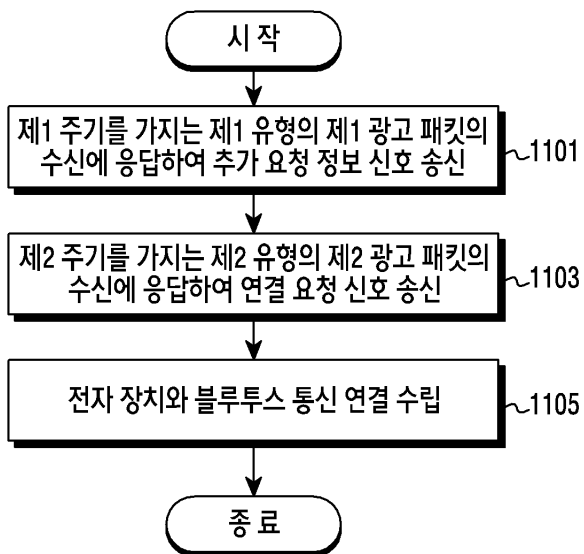 시 작
제1 주기를 가지는 제1 유형의 제1 광고 패킷의
수신에 응답하여 추가 요청 정보 신호 송신
1101
제2 주기를 가지는 제2 유형의 제2 광고 패킷의
수신에 응답하여 연결 요청 신호 송신
1103
전자 장치와 블루투스 통신 연결 수립
1105
종 료